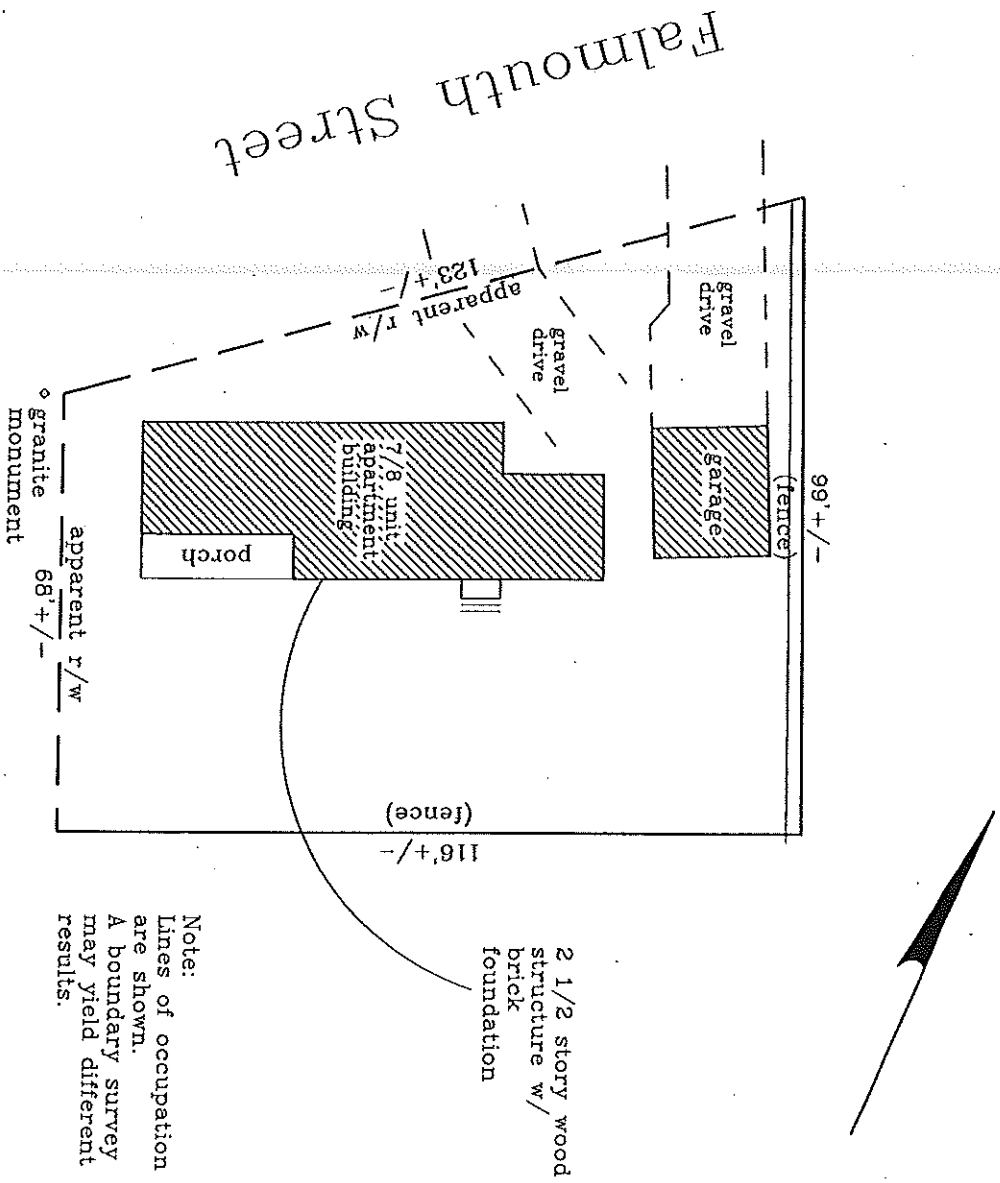 Falmouth Street
apparent r/w
123'+/-
gravel
drive
gravel
drive
garage
(fence)
99'+/-
7/8 unit
apartment
building
porch
granite
monument
apparent r/w
68'+/-
(fence)
116'+/-
2 1/2 story wood
structure w/
brick
foundation
Note:
Lines of occupation
are shown.
A boundary survey
may yield different
results.